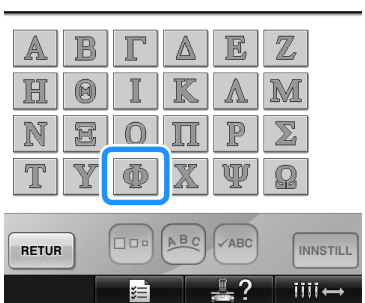 Α Β Γ Δ Ε Ζ
Η Θ Ι Κ Λ Μ
Ν Ξ Ο Π Ρ Σ
Τ Υ Φ Χ Ψ Ω
RETUR ABC ✓ABC INNSTILL
?